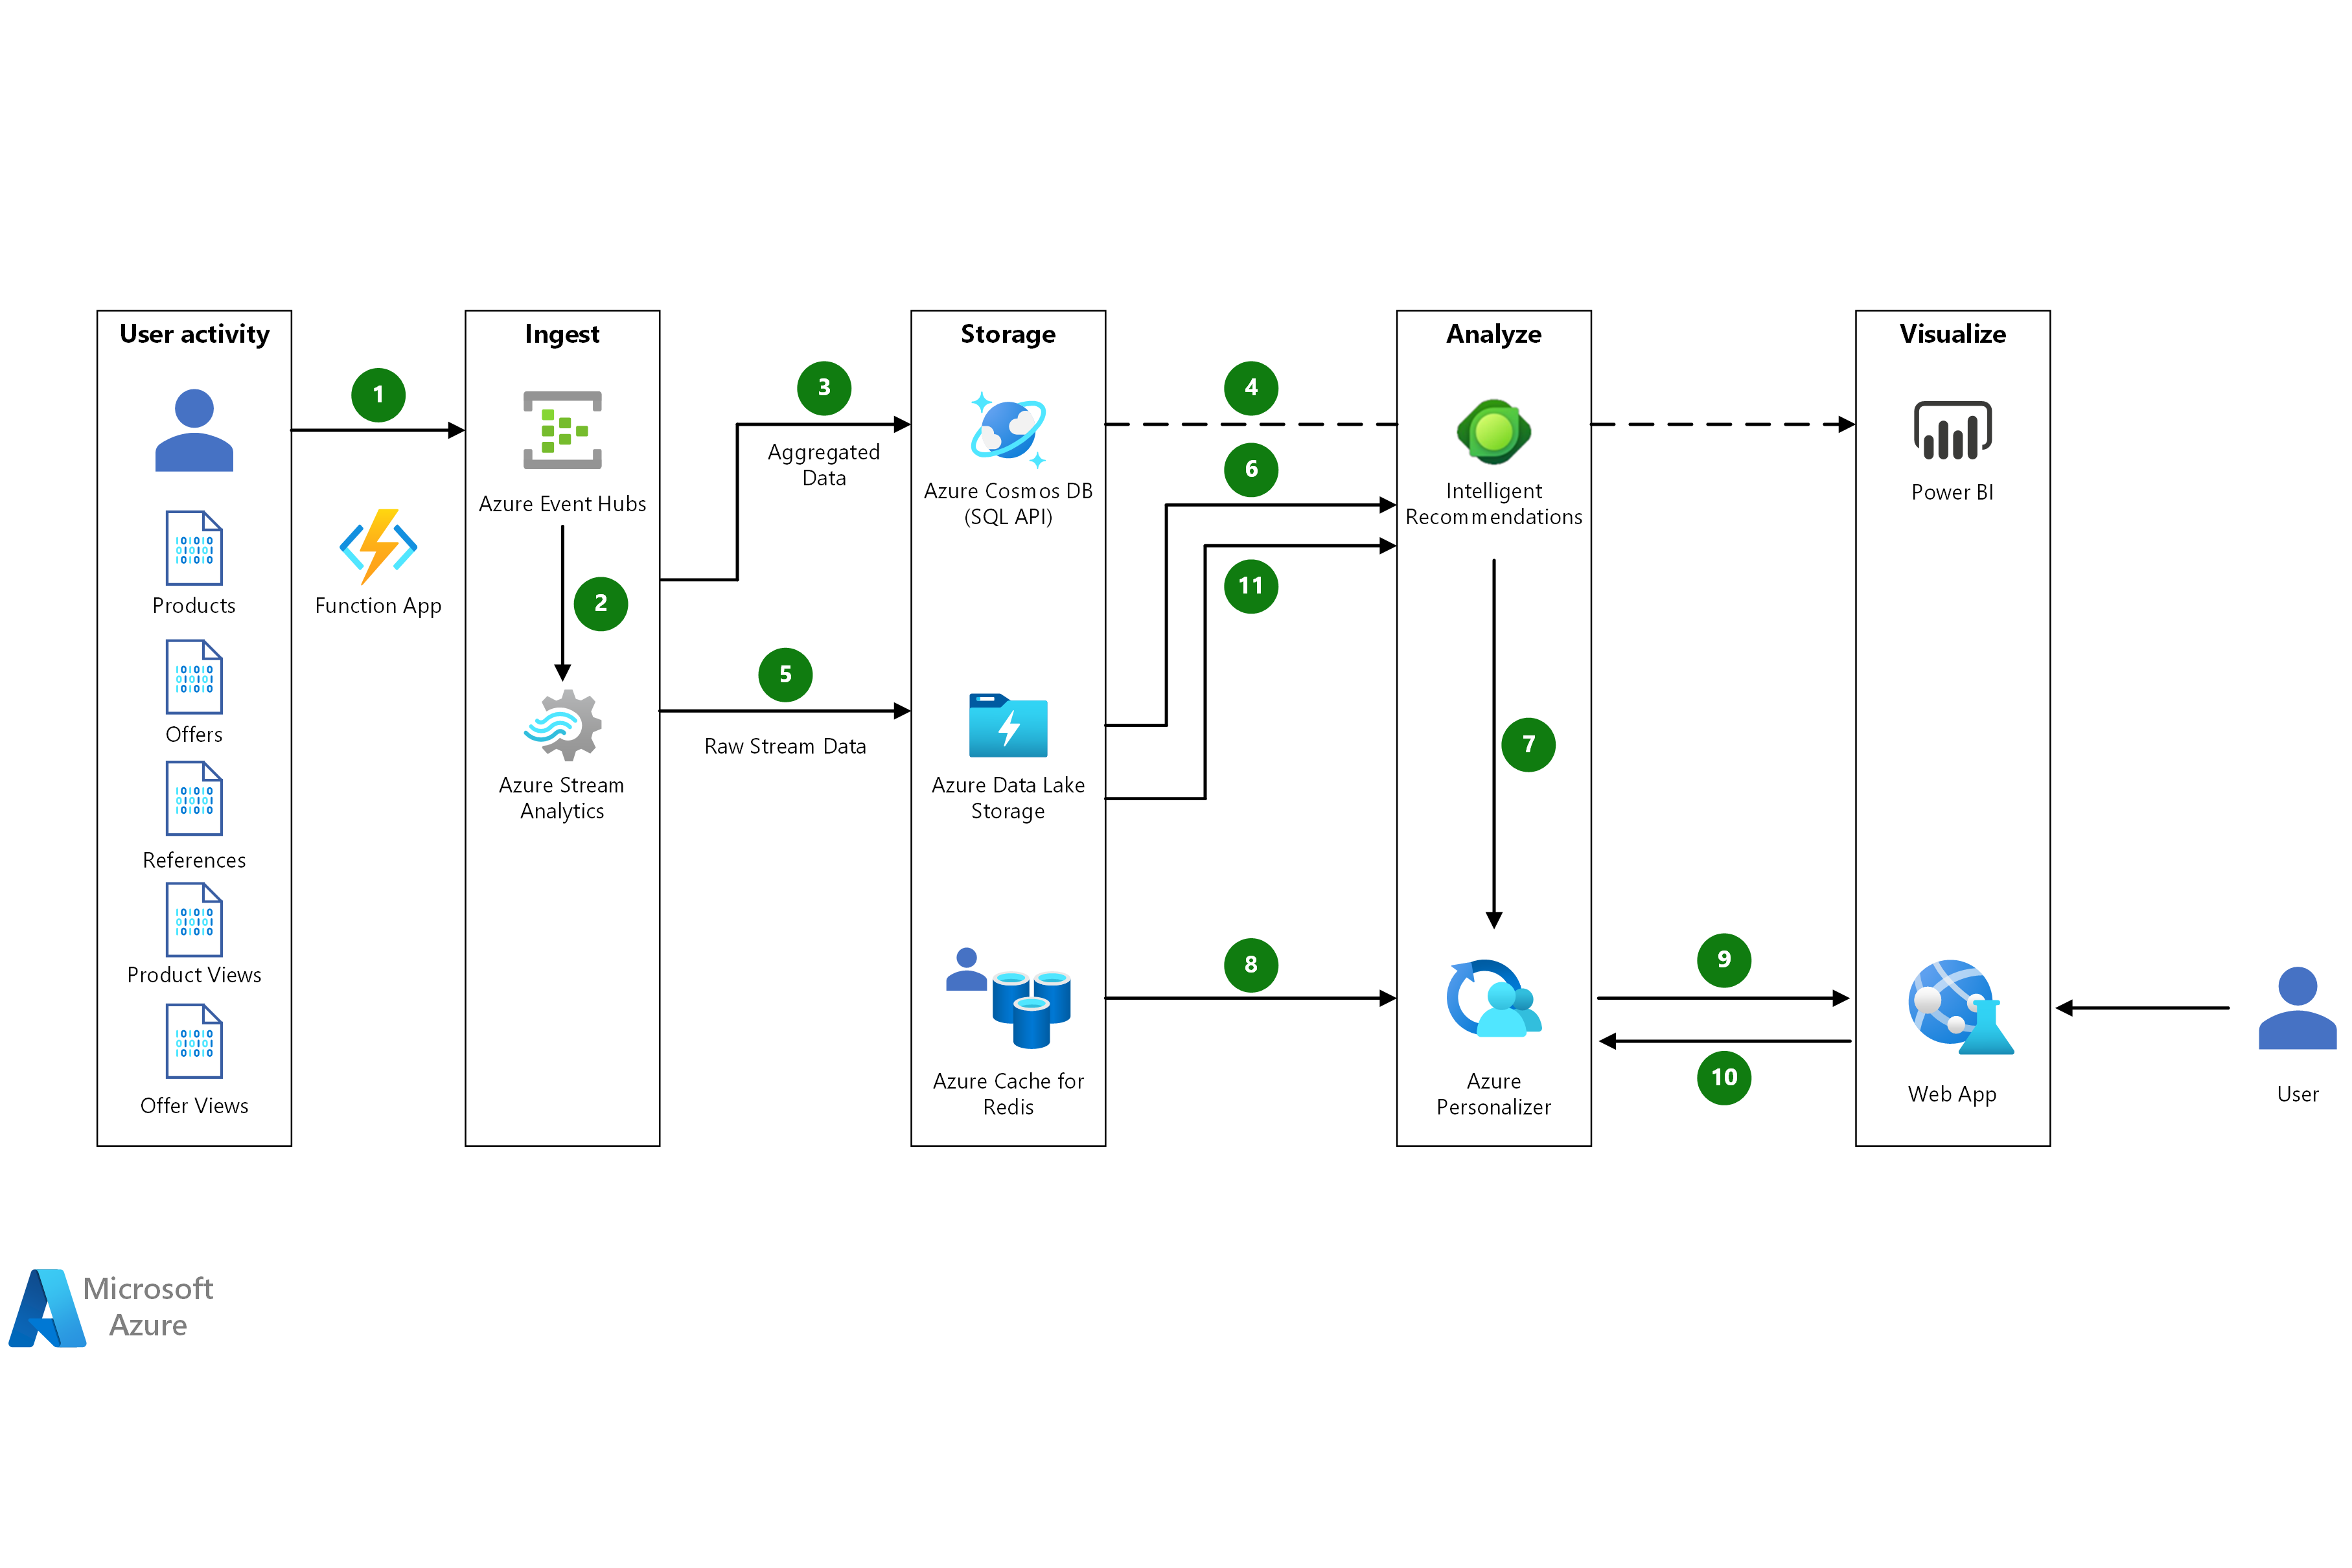 User activity
Products
Offers
References
Product Views
Offer Views
1
Function App
Ingest
Azure Event Hubs
2
Azure Stream
Analytics
3
Aggregated
Data
5
Raw Stream Data
Storage
Azure Cosmos DB
(SQL API)
Azure Data Lake
Storage
Azure Cache for
Redis
4
6
11
8
Analyze
Intelligent
Recommendations
7
Azure
Personalizer
9
10
Visualize
Power BI
Web App
User
Microsoft
Azure